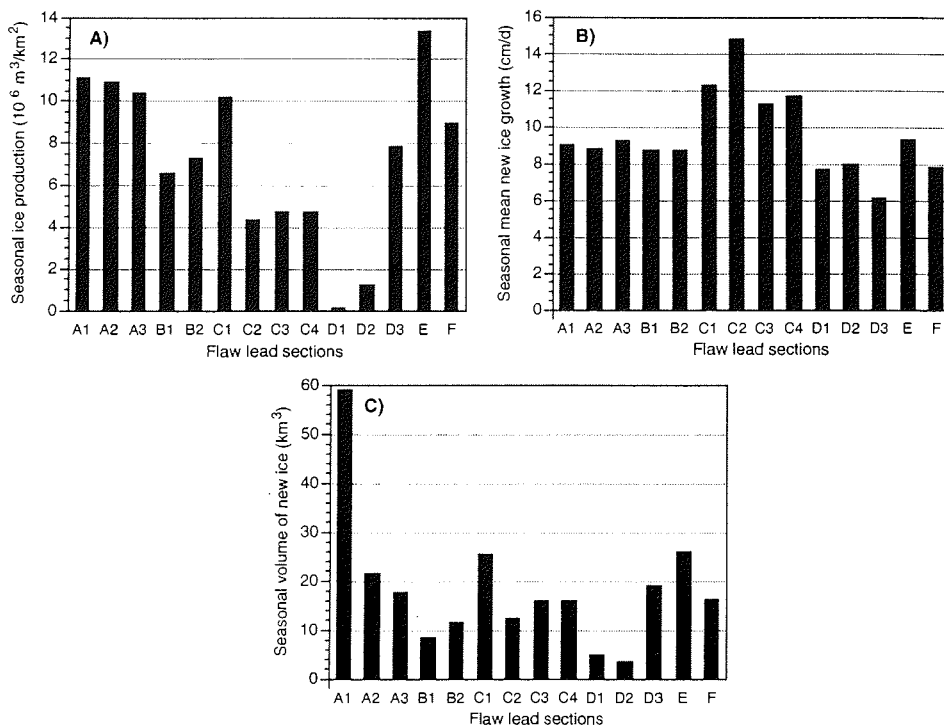 A)
Seasonal ice production (10⁶ m³/km²)
14
12
10
8
6
4
2
0
A1 A2 A3 B1 B2 C1 C2 C3 C4 D1 D2 D3 E F
Flaw lead sections
B)
Seasonal mean new ice growth (cm/d)
16
14
12
10
8
6
4
2
0
A1 A2 A3 B1 B2 C1 C2 C3 C4 D1 D2 D3 E F
Flaw lead sections
C)
Seasonal volume of new ice (km³)
60
50
40
30
20
10
0
A1 A2 A3 B1 B2 C1 C2 C3 C4 D1 D2 D3 E F
Flaw lead sections